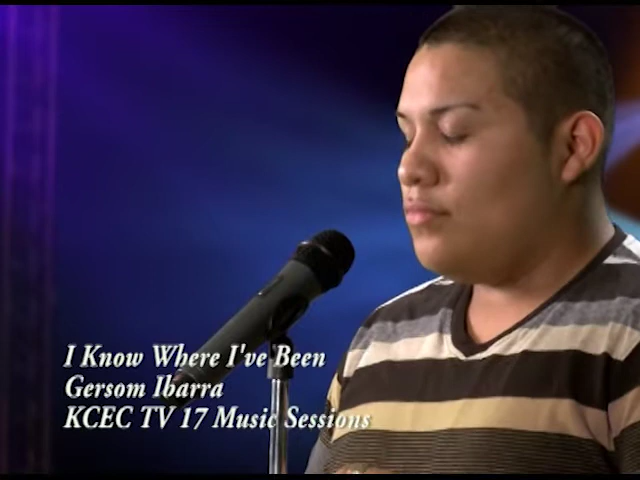 I Know Where I've Been
Gersom Ibarra
KCEC TV 17 Music Sessions